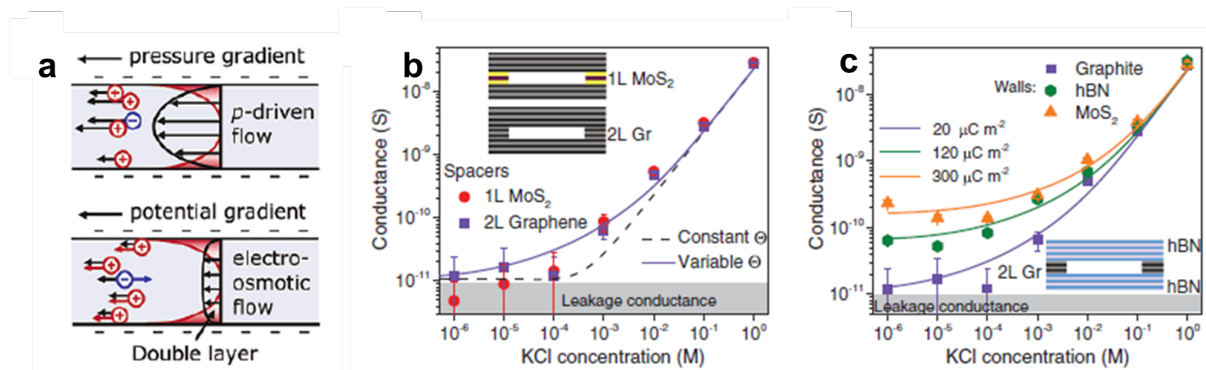 a
pressure gradient
p-driven
flow
potential gradient
electro-
osmotic
flow
Double layer
b
Conductance (S)
10⁻⁸
10⁻⁹
10⁻¹⁰
10⁻¹¹
1L MoS₂
2L Gr
Spacers
1L MoS₂
2L Graphene
Constant Θ
Variable Θ
Leakage conductance
10⁻⁶ 10⁻⁵ 10⁻⁴ 10⁻³ 10⁻² 10⁻¹ 10⁰
KCl concentration (M)
c
Conductance (S)
10⁻⁸
10⁻⁹
10⁻¹⁰
10⁻¹¹
Graphite
Walls: hBN
MoS₂
20 μC m⁻²
120 μC m⁻²
300 μC m⁻²
hBN
2L Gr
hBN
Leakage conductance
10⁻⁶ 10⁻⁵ 10⁻⁴ 10⁻³ 10⁻² 10⁻¹ 10⁰
KCl concentration (M)